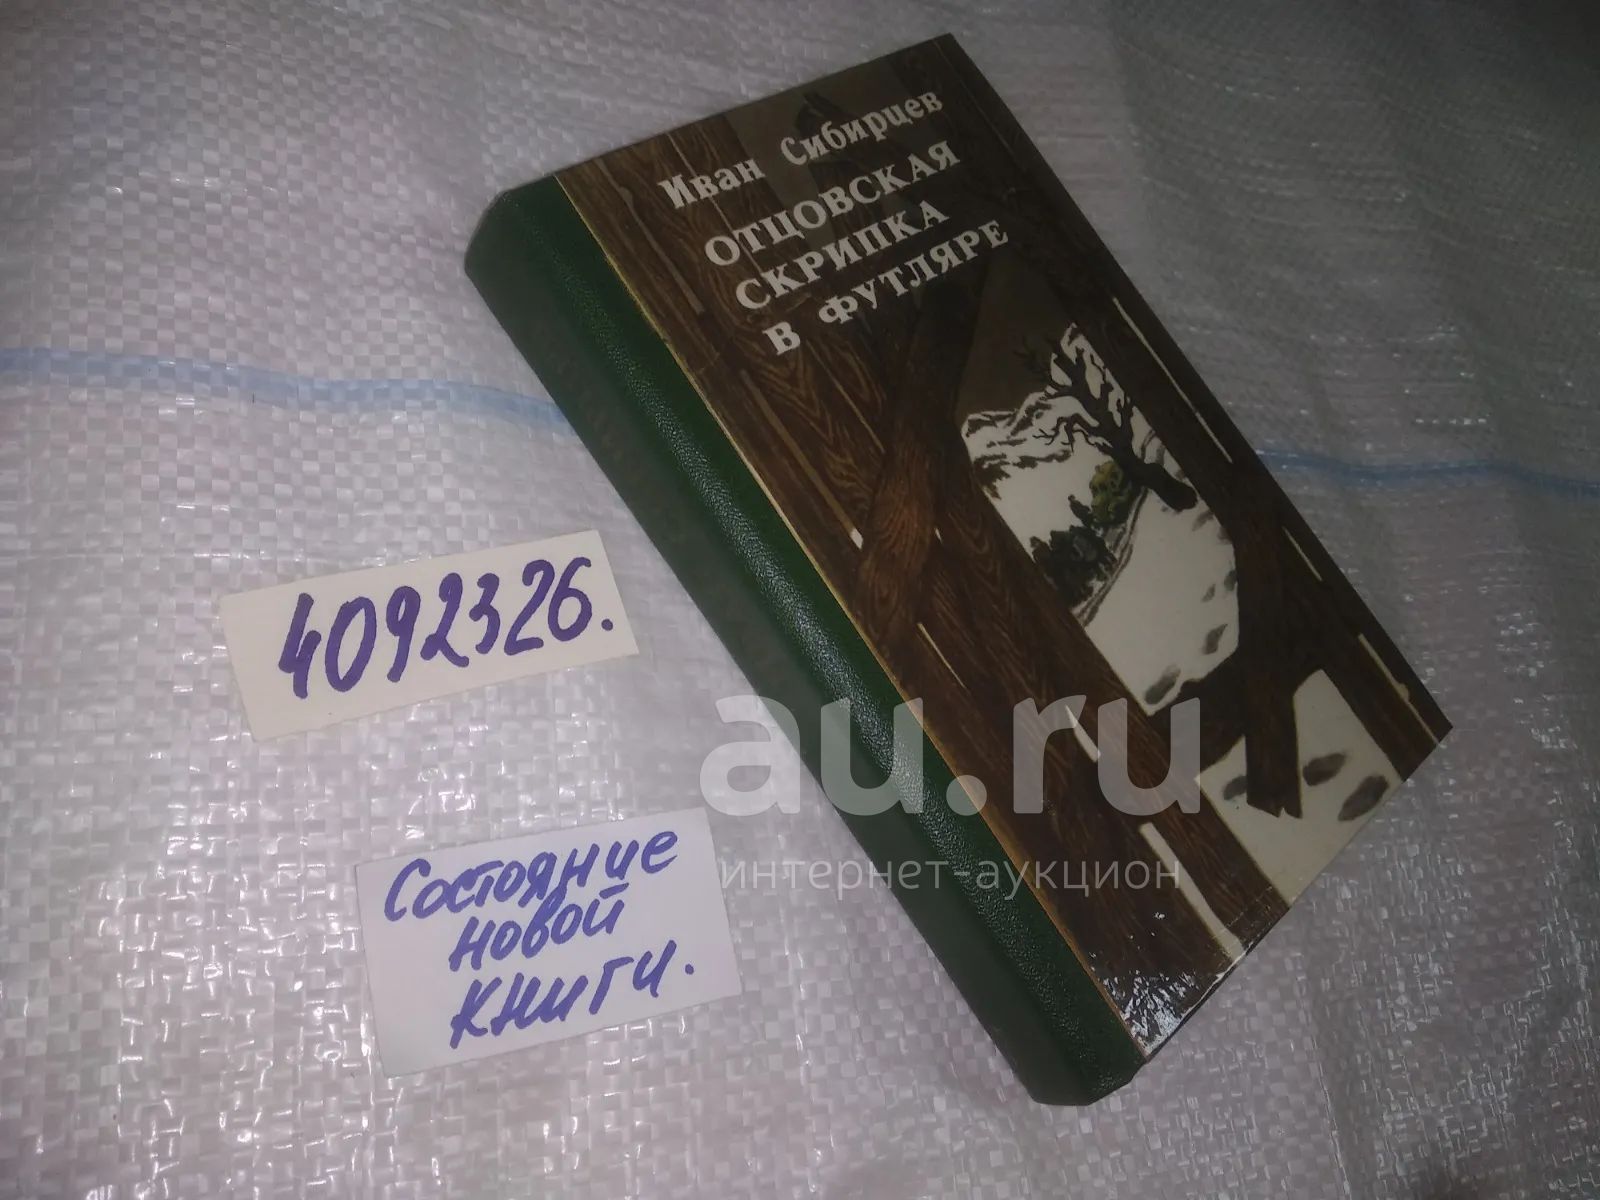 Иван Сибирцев
ОТЦОВСКАЯ
СКРИПКА
В ФУТЛЯРЕ
4092326.
Состояние
новой
книги.
au.ru
интернет-аукцион